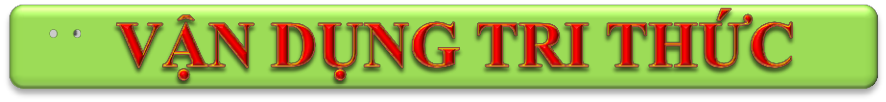 VẬN DỤNG TRI THỨC